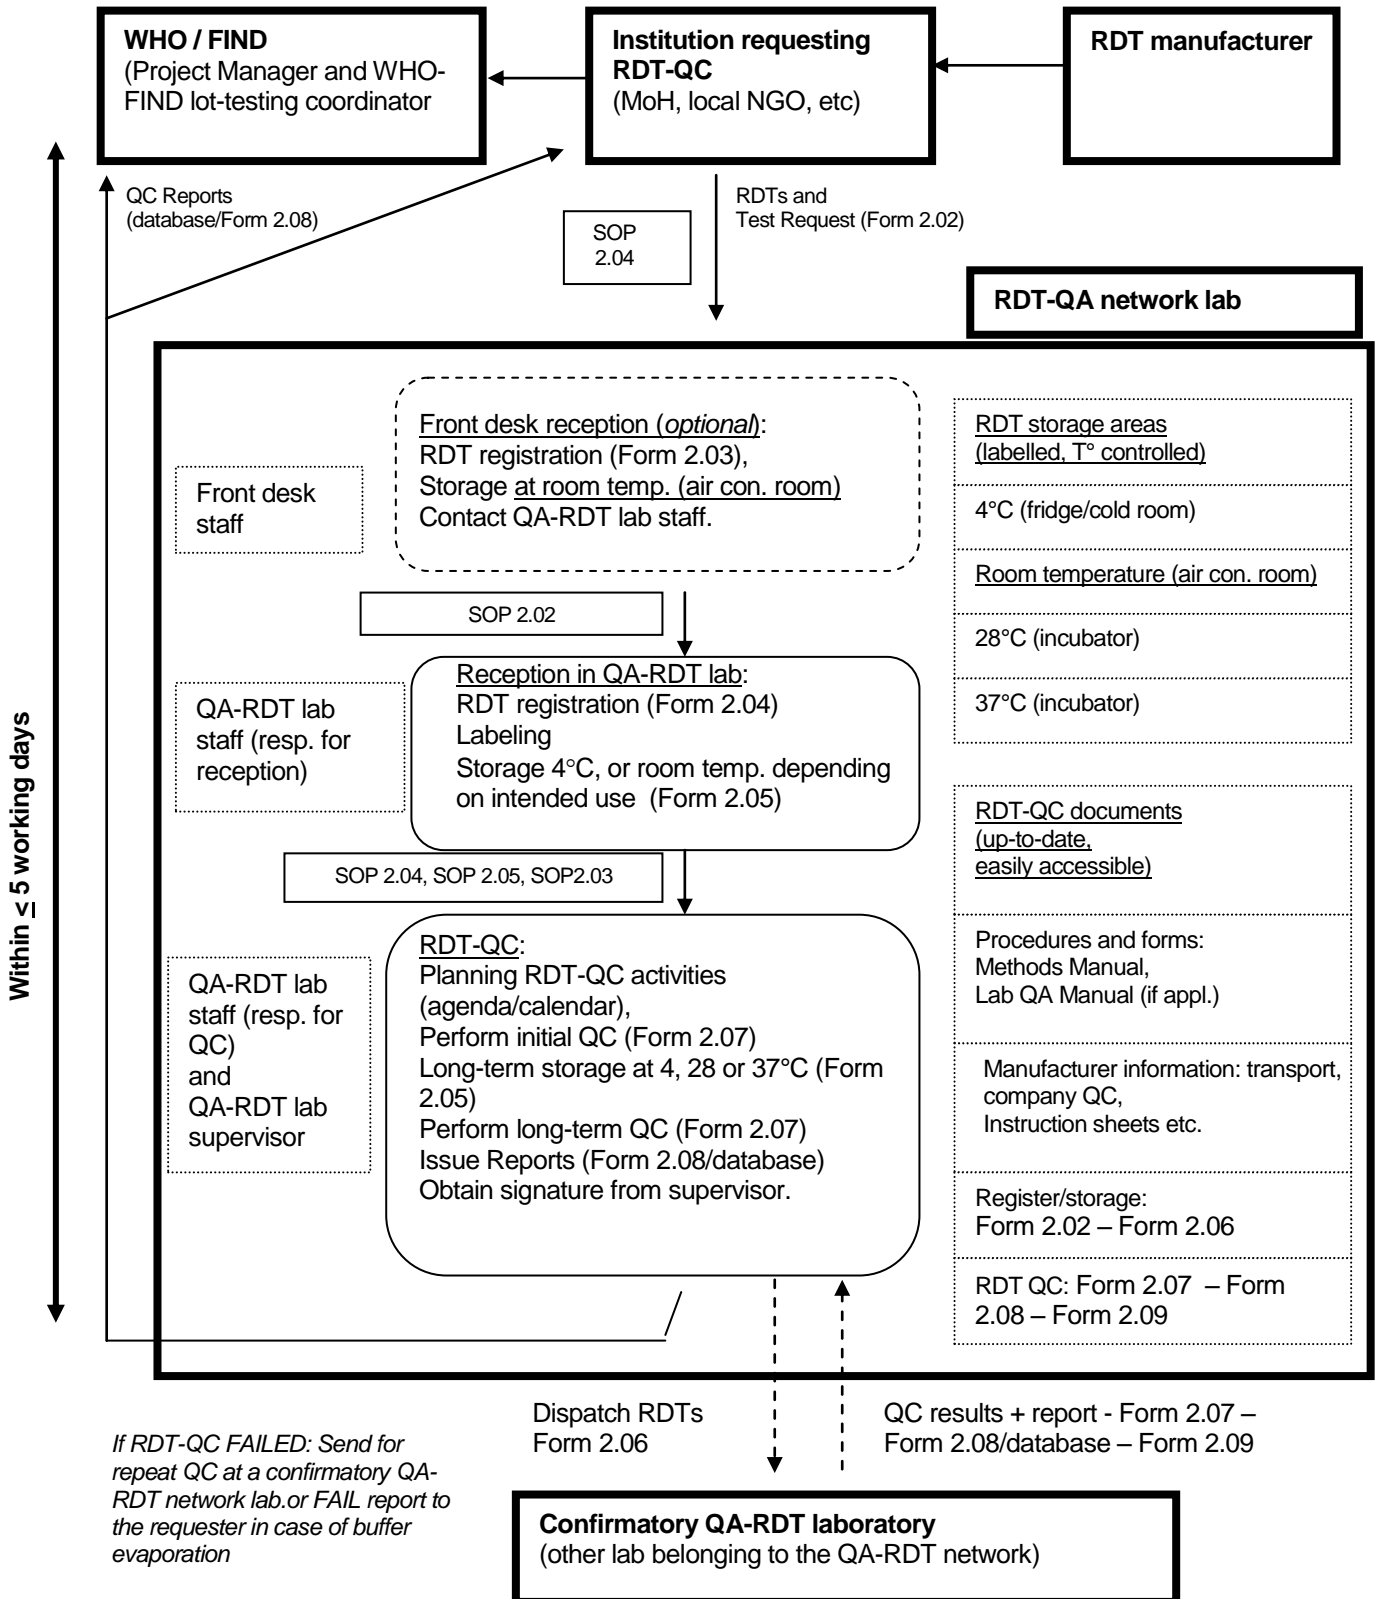 WHO / FIND
(Project Manager and WHO-
FIND lot-testing coordinator
Institution requesting
RDT-QC
(MoH, local NGO, etc)
RDT manufacturer
QC Reports
(database/Form 2.08)
SOP
2.04
RDTs and
Test Request (Form 2.02)
RDT-QA network lab
Within ≤ 5 working days
Front desk
staff
Front desk reception (optional):
RDT registration (Form 2.03),
Storage at room temp. (air con. room)
Contact QA-RDT lab staff.
SOP 2.02
QA-RDT lab
staff (resp. for
reception)
Reception in QA-RDT lab:
RDT registration (Form 2.04)
Labeling
Storage 4°C, or room temp. depending
on intended use  (Form 2.05)
SOP 2.04, SOP 2.05, SOP2.03
QA-RDT lab
staff (resp. for
QC)
and
QA-RDT lab
supervisor
RDT-QC:
Planning RDT-QC activities
(agenda/calendar),
Perform initial QC (Form 2.07)
Long-term storage at 4, 28 or 37°C (Form
2.05)
Perform long-term QC (Form 2.07)
Issue Reports (Form 2.08/database)
Obtain signature from supervisor.
RDT storage areas
(labelled, T° controlled)
4°C (fridge/cold room)
Room temperature (air con. room)
28°C (incubator)
37°C (incubator)
RDT-QC documents
(up-to-date,
easily accessible)
Procedures and forms:
Methods Manual,
Lab QA Manual (if appl.)
Manufacturer information: transport,
company QC,
Instruction sheets etc.
Register/storage:
Form 2.02 – Form 2.06
RDT QC: Form 2.07  – Form
2.08 – Form 2.09
If RDT-QC FAILED: Send for
repeat QC at a confirmatory QA-
RDT network lab.or FAIL report to
the requester in case of buffer
evaporation
Dispatch RDTs
Form 2.06
QC results + report - Form 2.07 –
Form 2.08/database – Form 2.09
Confirmatory QA-RDT laboratory
(other lab belonging to the QA-RDT network)